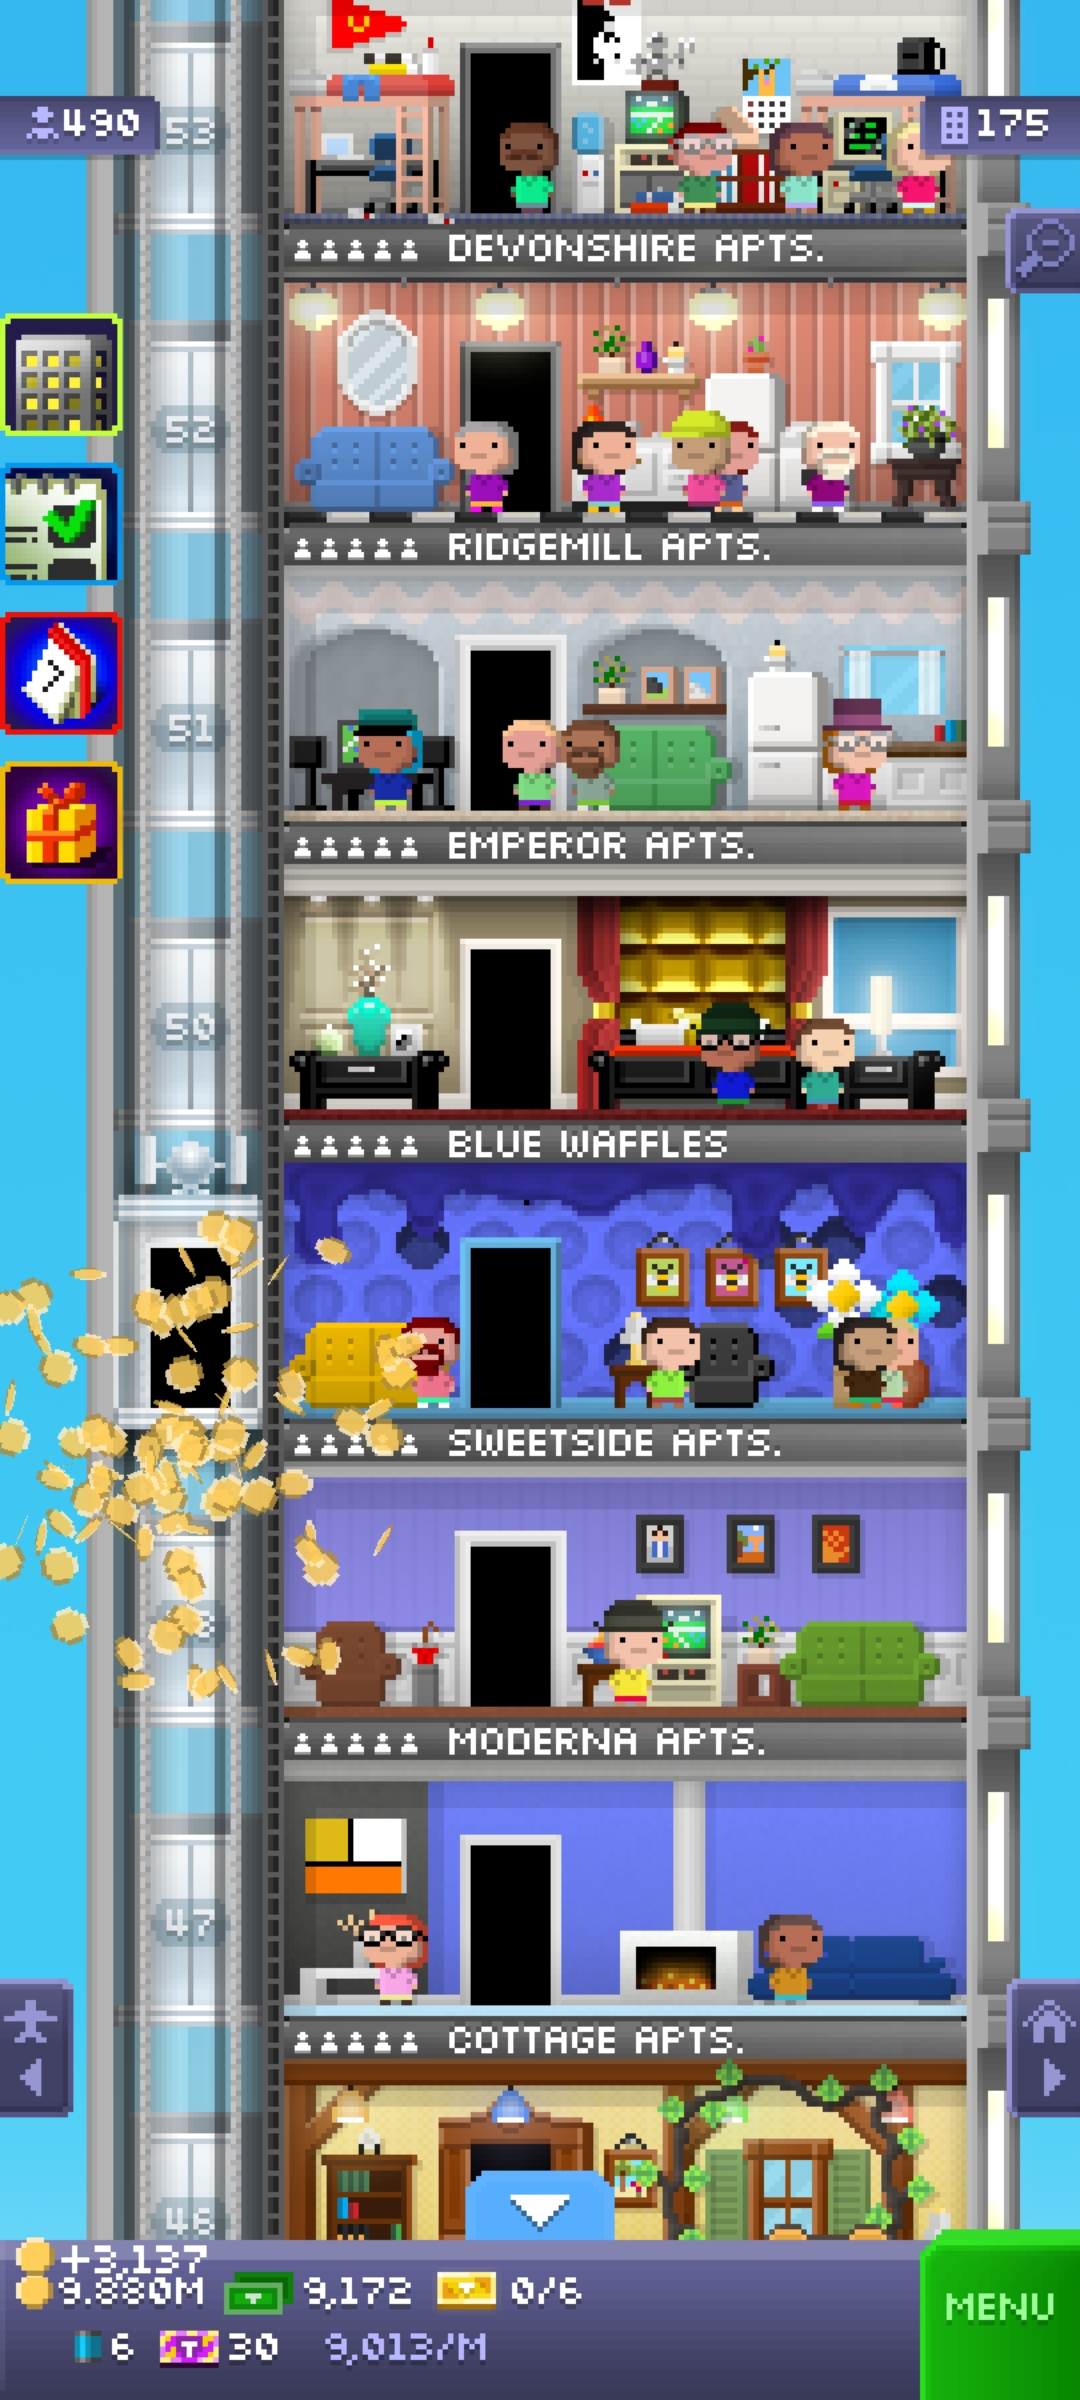 490
53
175
DEVONSHIRE APTS.
52
RIDGEMILL APTS.
7
51
EMPEROR APTS.
50
BLUE WAFFLES
SWEETSIDE APTS.
MODERNA APTS.
47
COTTAGE APTS.
46
+3,137
9.880M 9,172 0/6
MENU
6 T 30 9,013/M